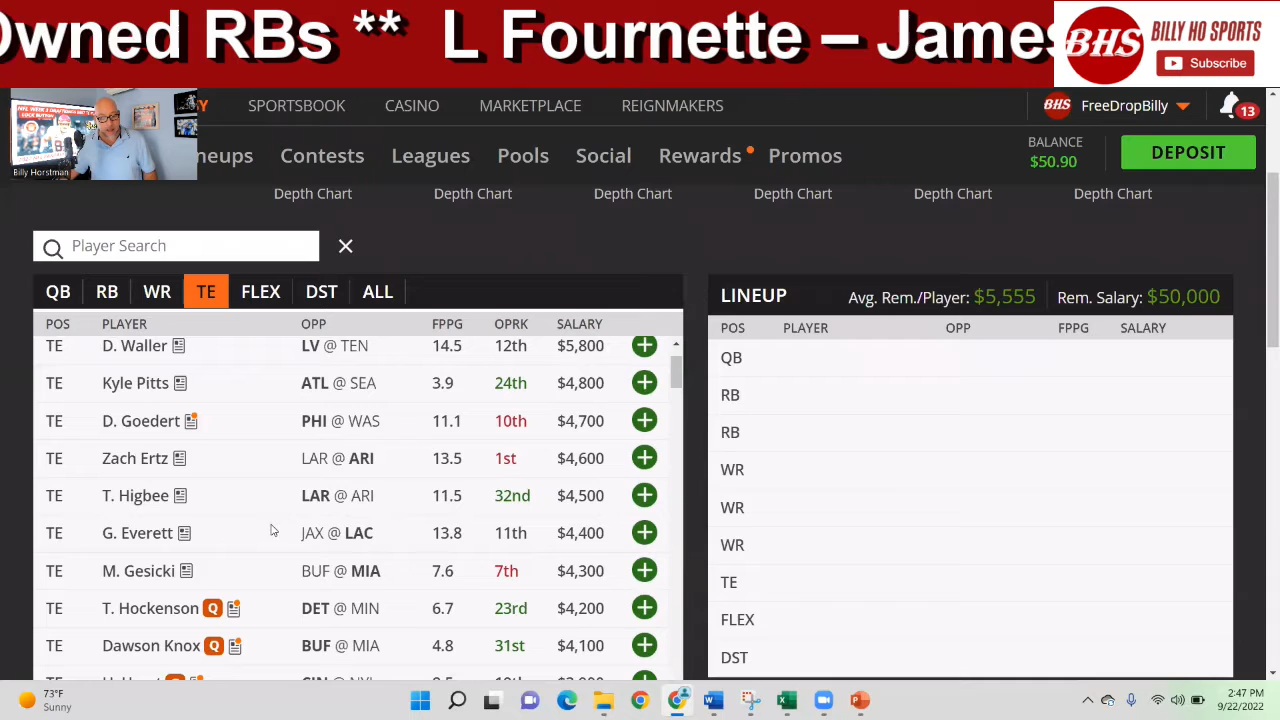 Owned RBs ** L Fournette – James
BHS BILLY HO SPORTS
Subscribe
SPORTSBOOK CASINO MARKETPLACE REIGNMAKERS BHS FreeDropBilly 13
Contests Leagues Pools Social Rewards Promos BALANCE $50.90 DEPOSIT
Billy Horstman
Depth Chart Depth Chart Depth Chart Depth Chart Depth Chart Depth Chart
Player Search
QB RB WR TE FLEX DST ALL
POS PLAYER OPP FPPG OPRK SALARY
TE D. Waller LV @ TEN 14.5 12th $5,800
TE Kyle Pitts ATL @ SEA 3.9 24th $4,800
TE D. Goedert PHI @ WAS 11.1 10th $4,700
TE Zach Ertz LAR @ ARI 13.5 1st $4,600
TE T. Higbee LAR @ ARI 11.5 32nd $4,500
TE G. Everett JAX @ LAC 13.8 11th $4,400
TE M. Gesicki BUF @ MIA 7.6 7th $4,300
TE T. Hockenson Q DET @ MIN 6.7 23rd $4,200
TE Dawson Knox Q BUF @ MIA 4.8 31st $4,100
LINEUP Avg. Rem./Player: $5,555 Rem. Salary: $50,000
POS PLAYER OPP FPPG SALARY
QB
RB
RB
WR
WR
WR
TE
FLEX
DST
73°F
Sunny
2:47 PM
9/22/2022